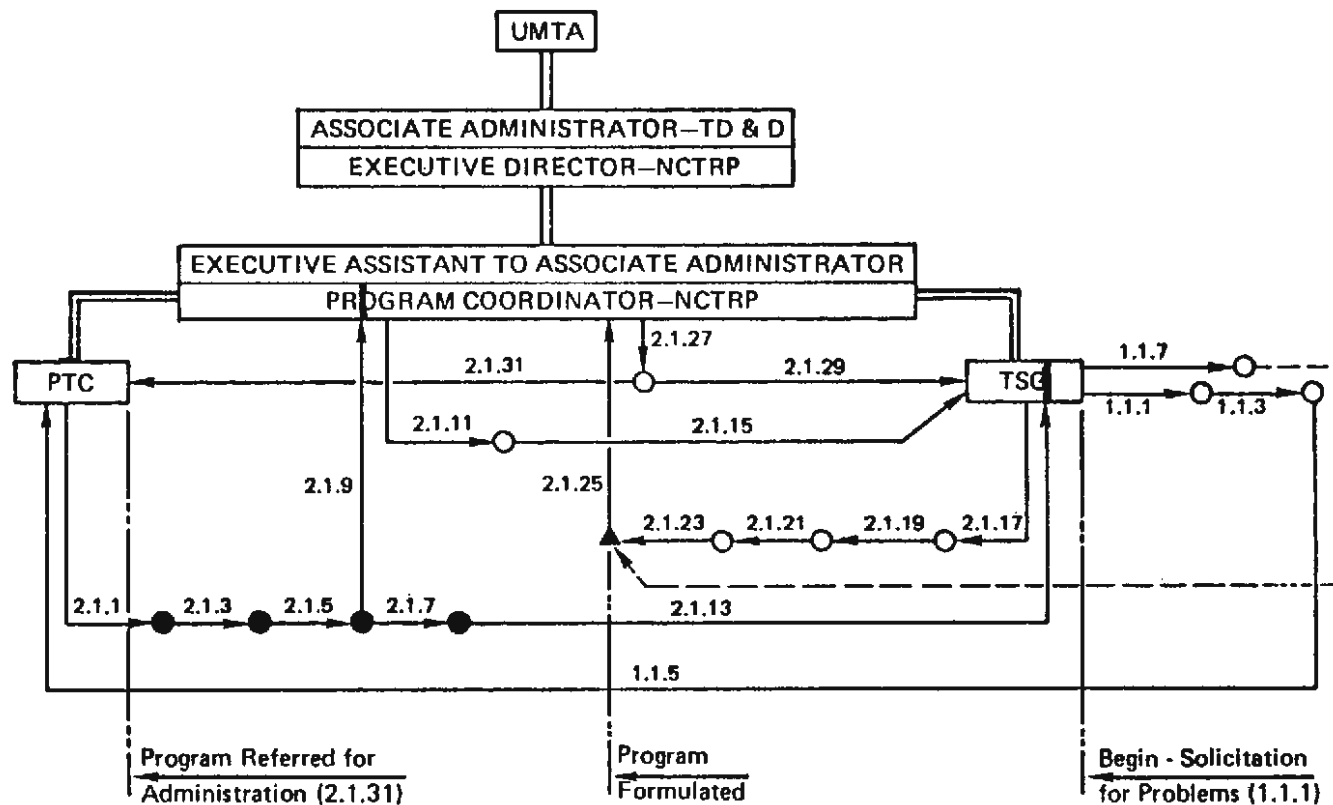 UMTA
ASSOCIATE ADMINISTRATOR—TD & D
EXECUTIVE DIRECTOR—NCTRP
EXECUTIVE ASSISTANT TO ASSOCIATE ADMINISTRATOR
PROGRAM COORDINATOR—NCTRP
2.1.27
1.1.7
PTC
2.1.31
2.1.29
TSG
1.1.1
1.1.3
2.1.11
2.1.15
2.1.9
2.1.25
2.1.23
2.1.21
2.1.19
2.1.17
2.1.1
2.1.3
2.1.5
2.1.7
2.1.13
1.1.5
Program Referred for
Administration (2.1.31)
Program
Formulated
Begin - Solicitation
for Problems (1.1.1)